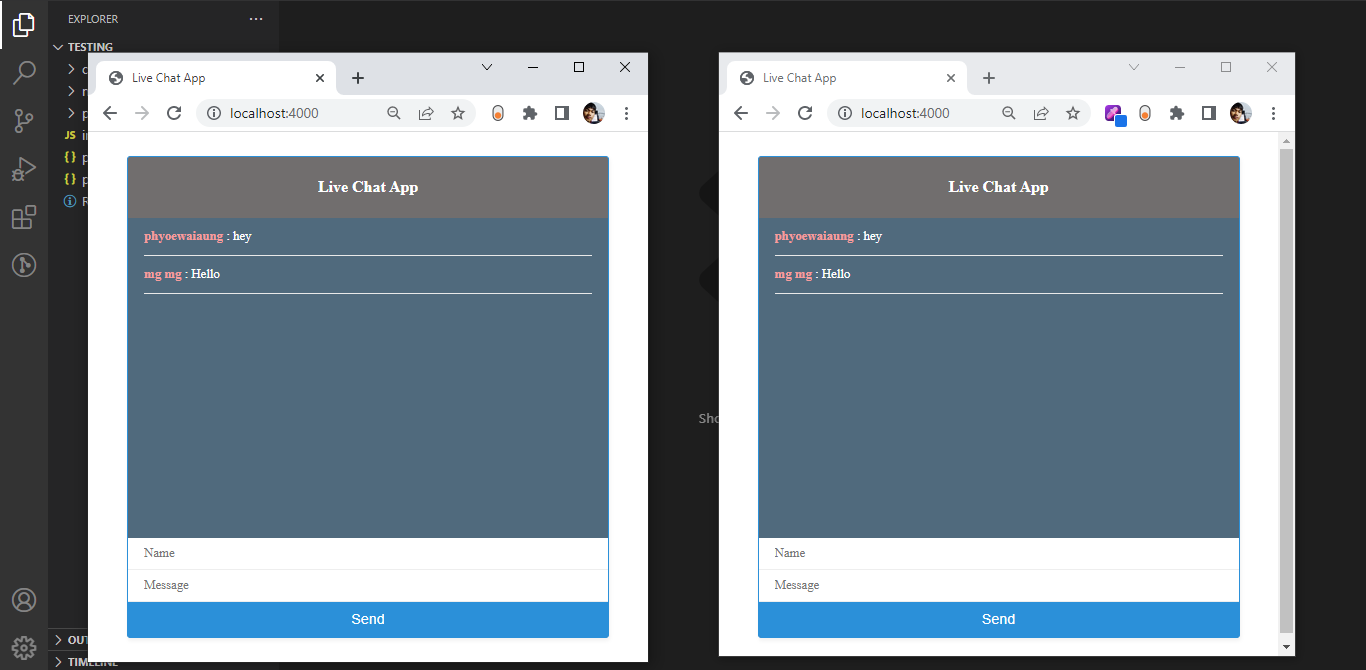 EXPLORER
TESTING
JS
OUT
TIMELINE
Live Chat App
localhost:4000
Live Chat App
phyoewaiaung : hey
mg mg : Hello
Name
Message
Send
Live Chat App
localhost:4000
Live Chat App
phyoewaiaung : hey
mg mg : Hello
Name
Message
Send